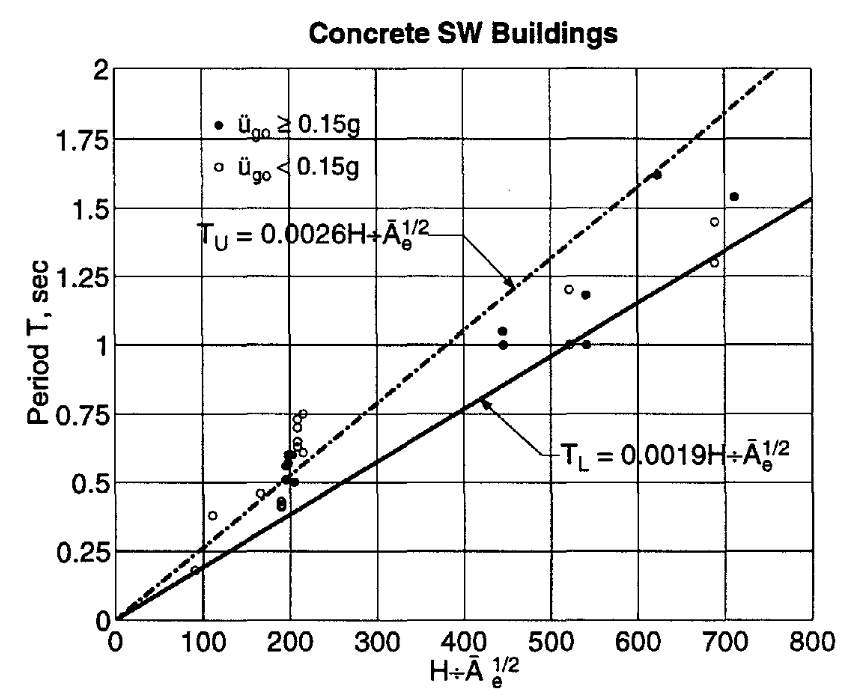 Concrete SW Buildings
2
1.75
1.5
1.25
1
0.75
0.5
0.25
0
Period T, sec
● ü_go ≥ 0.15g
○ ü_go < 0.15g
T_U = 0.0026H÷Ā_e^1/2
T_L = 0.0019H÷Ā_e^1/2
0 100 200 300 400 500 600 700 800
H÷Ā_e^1/2